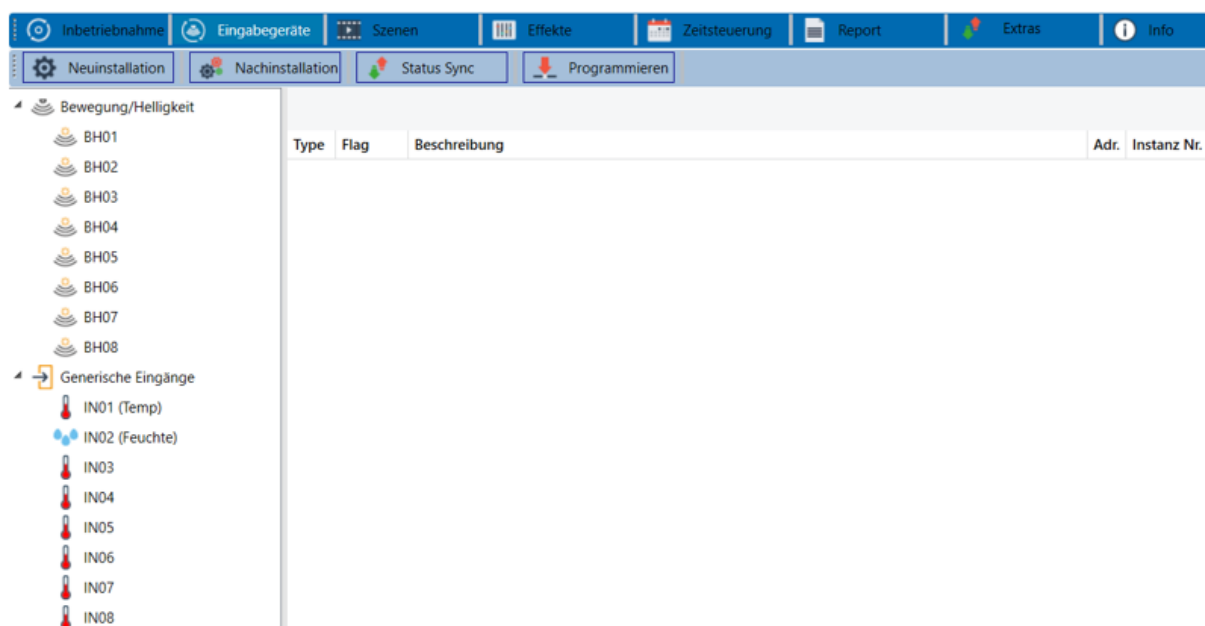 Inbetriebnahme Eingabegeräte Szenen Effekte Zeitsteuerung Report Extras Info
Neuinstallation Nachinstallation Status Sync Programmieren
Bewegung/Helligkeit
BH01
Type Flag Beschreibung Adr. Instanz Nr.
BH02
BH03
BH04
BH05
BH06
BH07
BH08
Generische Eingänge
IN01 (Temp)
IN02 (Feuchte)
IN03
IN04
IN05
IN06
IN07
IN08